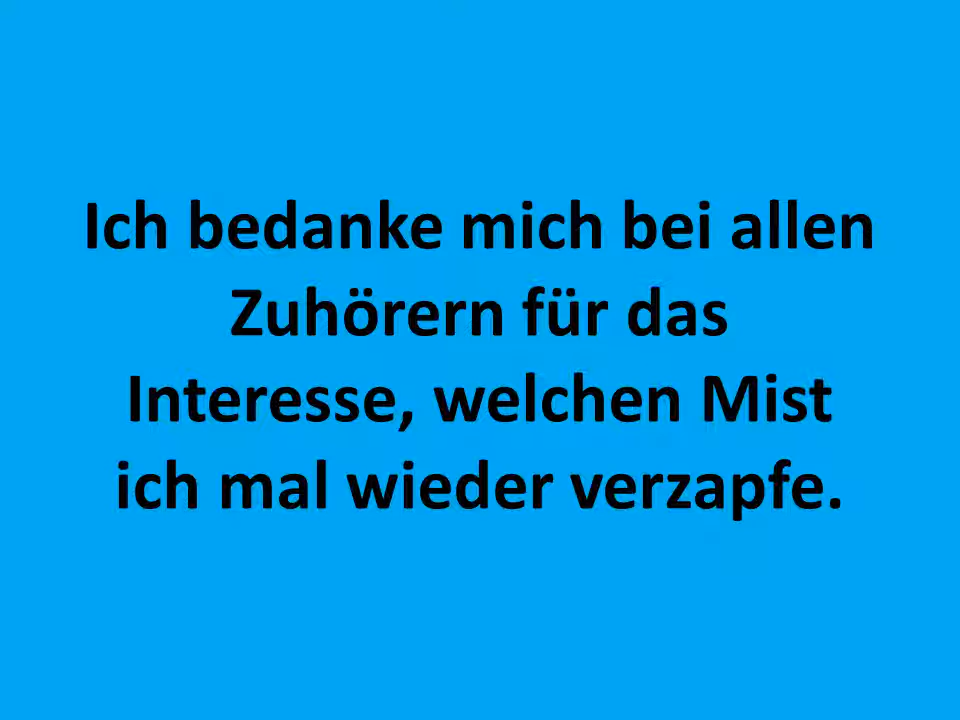 Ich bedanke mich bei allen
Zuhörern für das
Interesse, welchen Mist
ich mal wieder verzapfe.